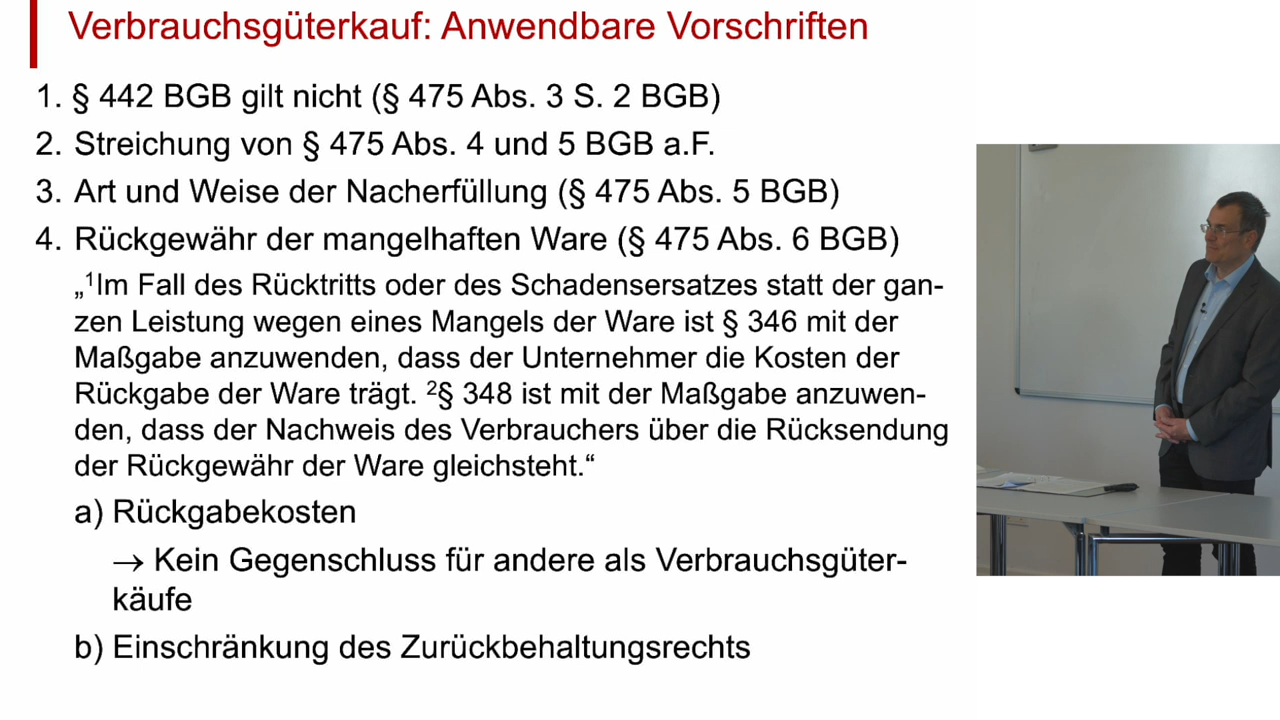 Verbrauchsgüterkauf: Anwendbare Vorschriften
1. § 442 BGB gilt nicht (§ 475 Abs. 3 S. 2 BGB)
2. Streichung von § 475 Abs. 4 und 5 BGB a.F.
3. Art und Weise der Nacherfüllung (§ 475 Abs. 5 BGB)
4. Rückgewähr der mangelhaften Ware (§ 475 Abs. 6 BGB)
„¹Im Fall des Rücktritts oder des Schadensersatzes statt der gan-
zen Leistung wegen eines Mangels der Ware ist § 346 mit der
Maßgabe anzuwenden, dass der Unternehmer die Kosten der
Rückgabe der Ware trägt. ²§ 348 ist mit der Maßgabe anzuwen-
den, dass der Nachweis des Verbrauchers über die Rücksendung
der Rückgewähr der Ware gleichsteht.“
a) Rückgabekosten
→ Kein Gegenschluss für andere als Verbrauchsgüter-
käufe
b) Einschränkung des Zurückbehaltungsrechts